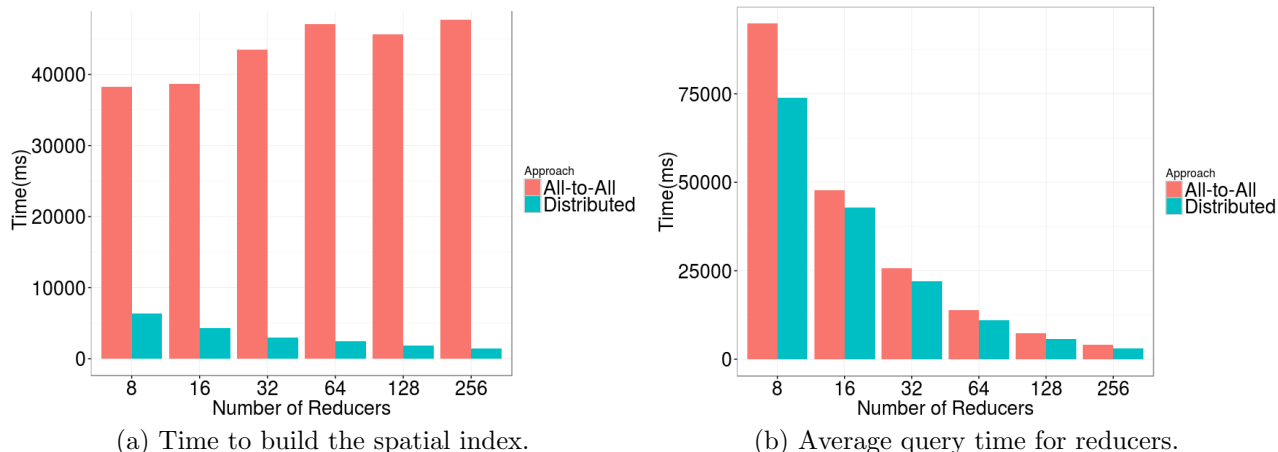 40000
30000
20000
10000
0
Time(ms)
8 16 32 64 128 256
Number of Reducers
Approach
All-to-All
Distributed
(a) Time to build the spatial index.
75000
50000
25000
0
Time(ms)
8 16 32 64 128 256
Number of Reducers
Approach
All-to-All
Distributed
(b) Average query time for reducers.